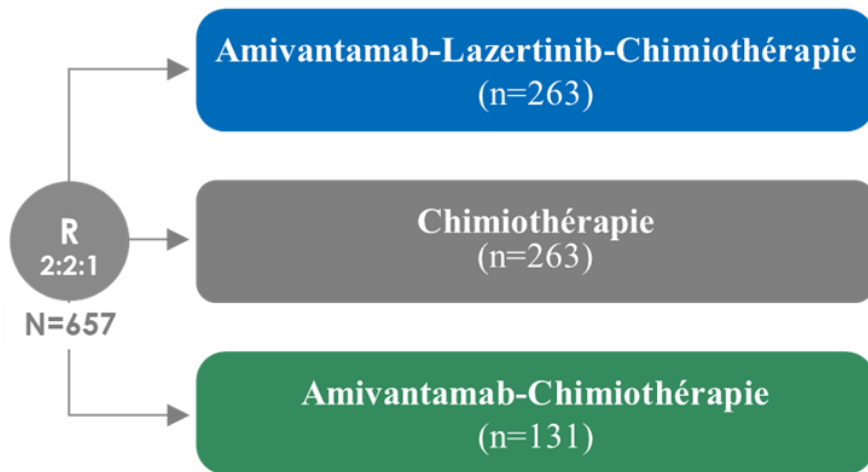 Amivantamab-Lazertinib-Chimiothérapie
(n=263)
R
2:2:1
N=657
Chimiothérapie
(n=263)
Amivantamab-Chimiothérapie
(n=131)